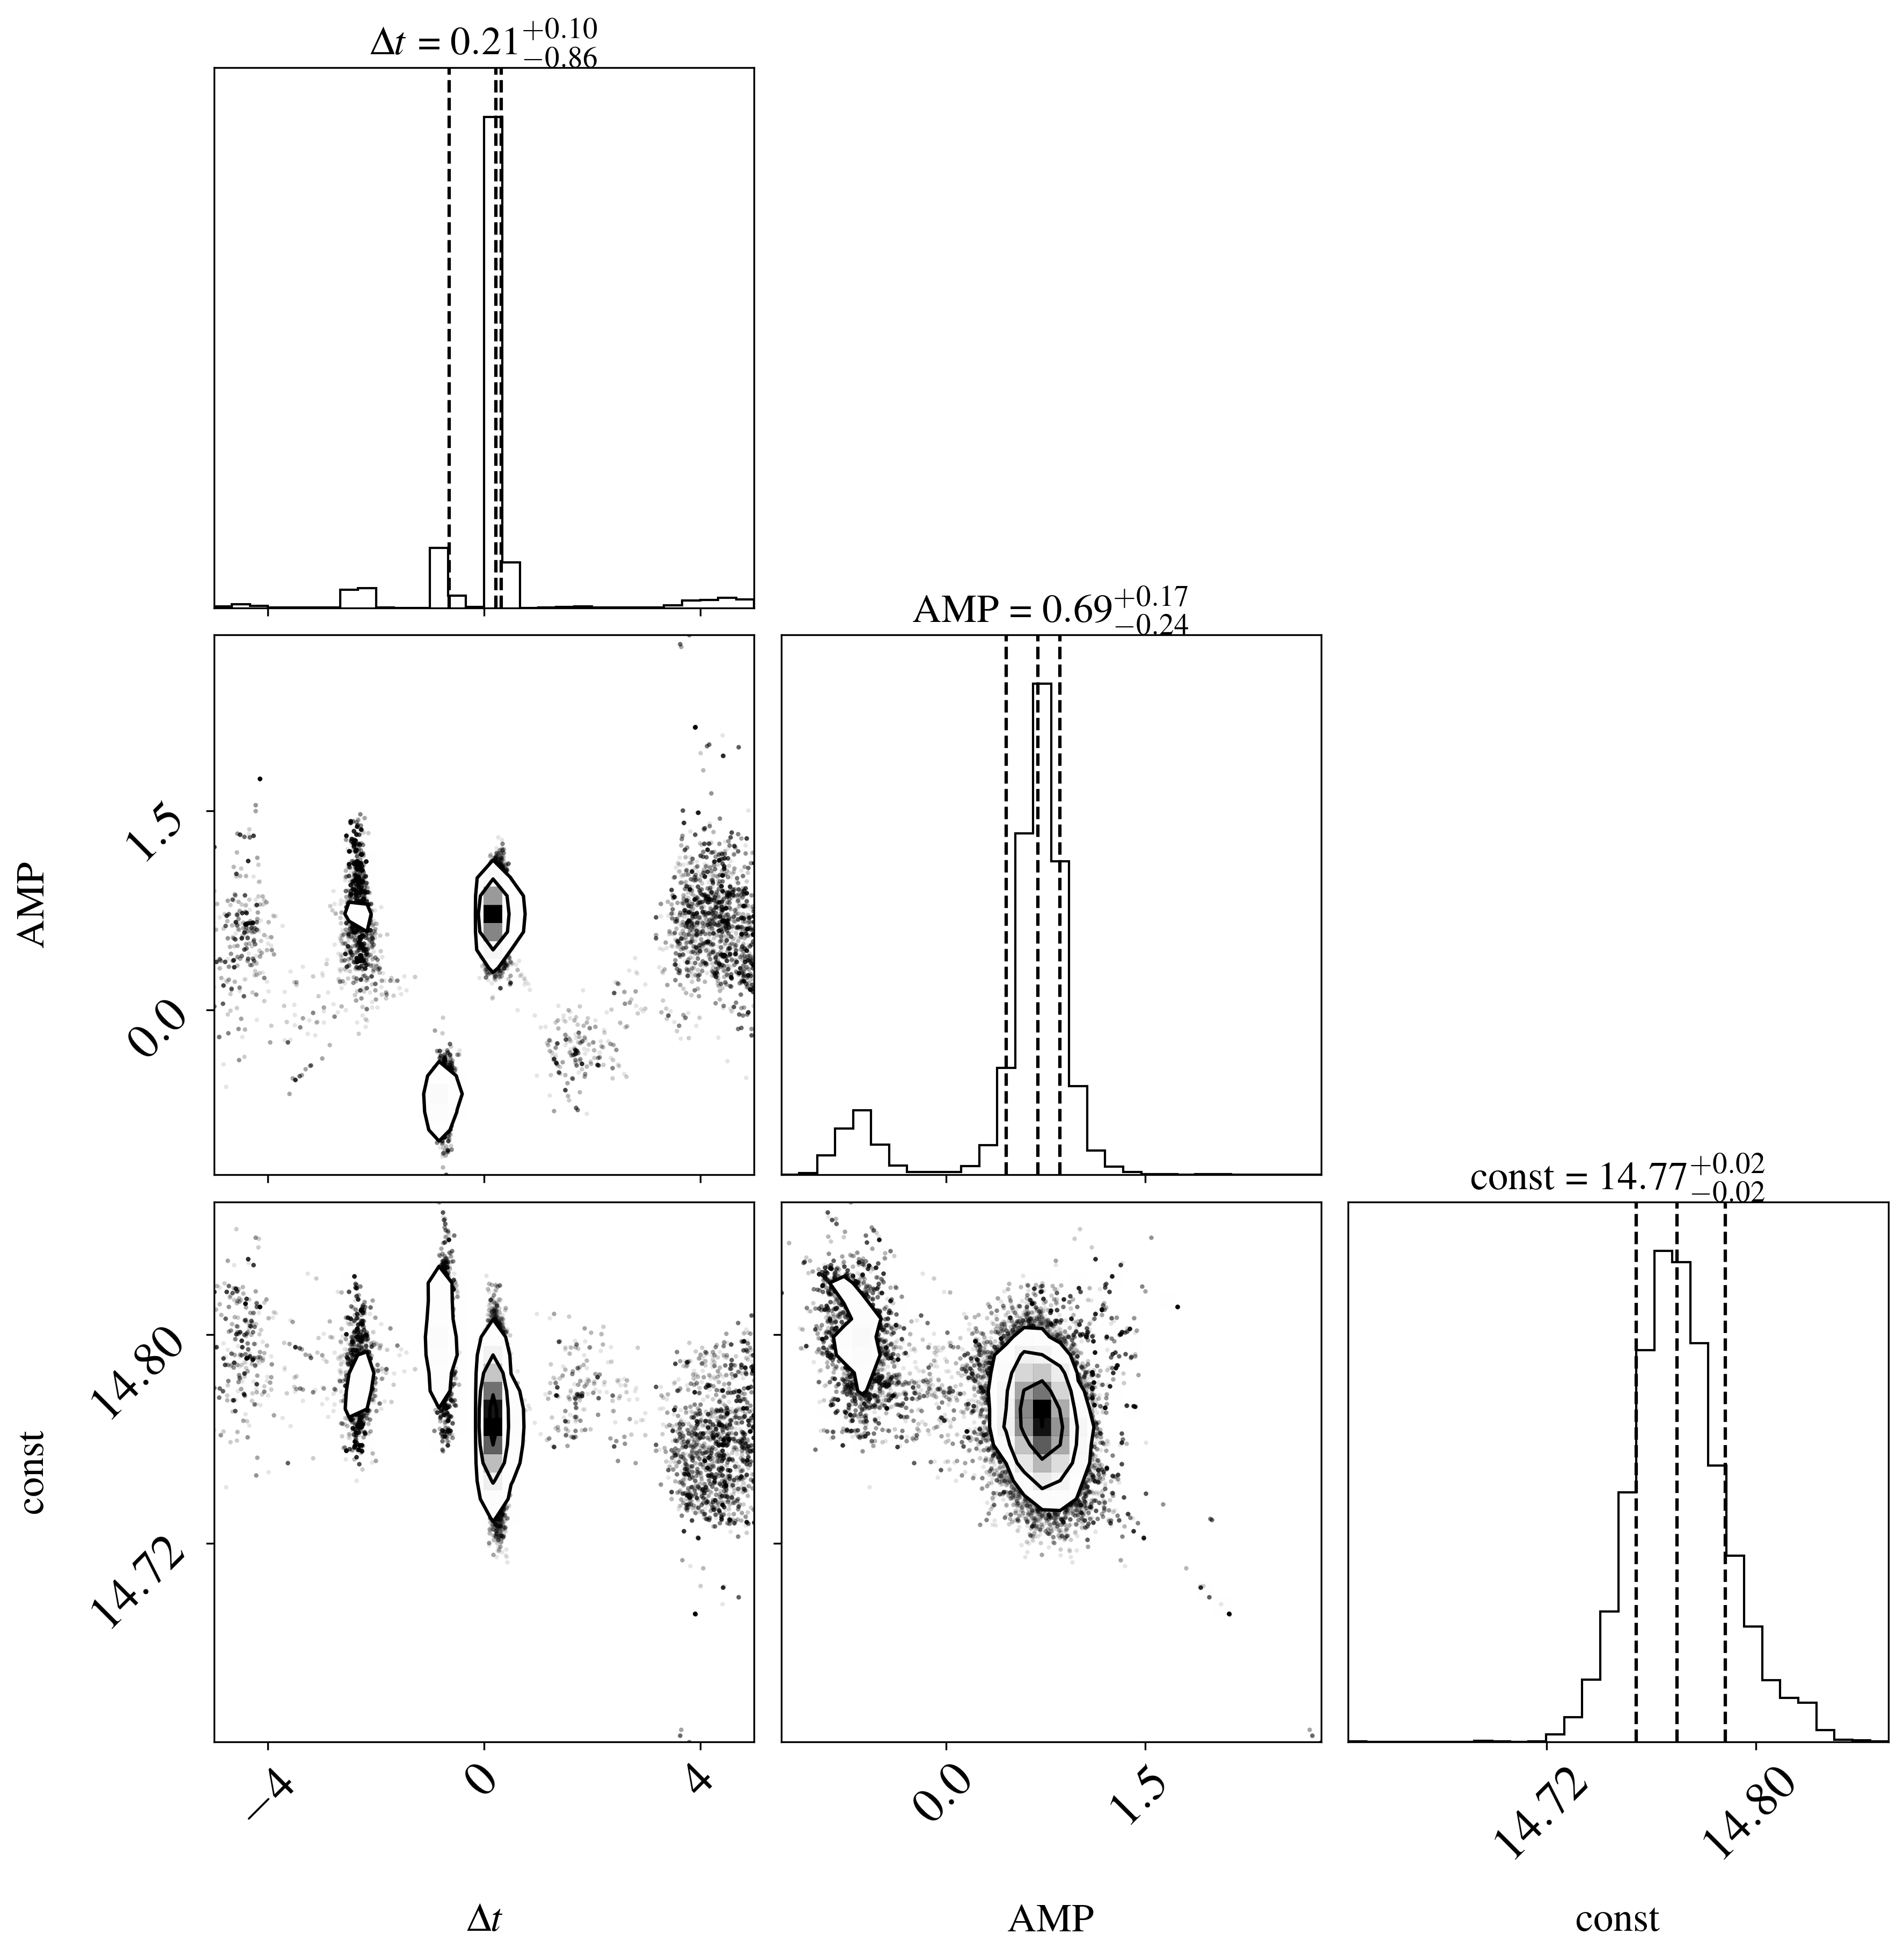 Δt = 0.21 +0.10 −0.86
AMP = 0.69 +0.17 −0.24
AMP
1.5
0.0
const = 14.77 +0.02 −0.02
const
14.80
14.72
−4 0 4 0.0 1.5 14.72 14.80
Δt AMP const